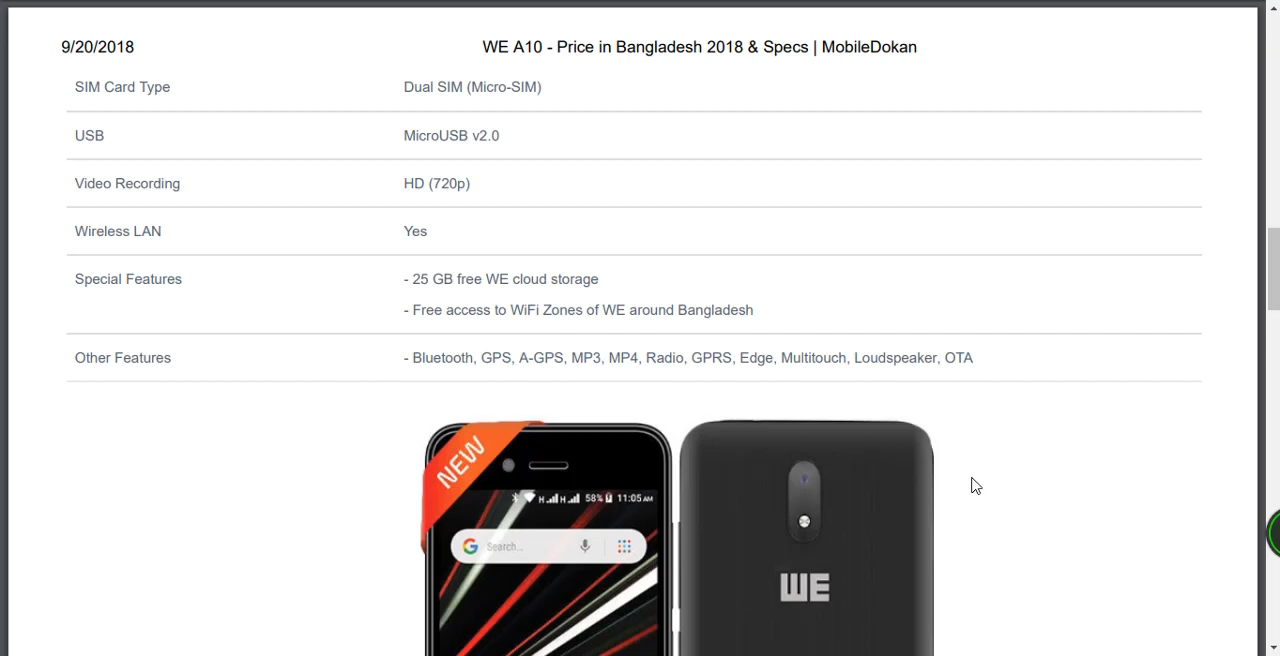 9/20/2018 WE A10 - Price in Bangladesh 2018 & Specs | MobileDokan
SIM Card Type Dual SIM (Micro-SIM)
USB MicroUSB v2.0
Video Recording HD (720p)
Wireless LAN Yes
Special Features - 25 GB free WE cloud storage
- Free access to WiFi Zones of WE around Bangladesh
Other Features - Bluetooth, GPS, A-GPS, MP3, MP4, Radio, GPRS, Edge, Multitouch, Loudspeaker, OTA
NEW
H H 58% 11:05 AM
Search...
WE